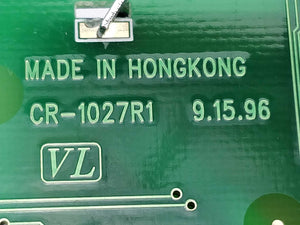 MADE IN HONGKONG
CR-1027R1 9.15.96
VL